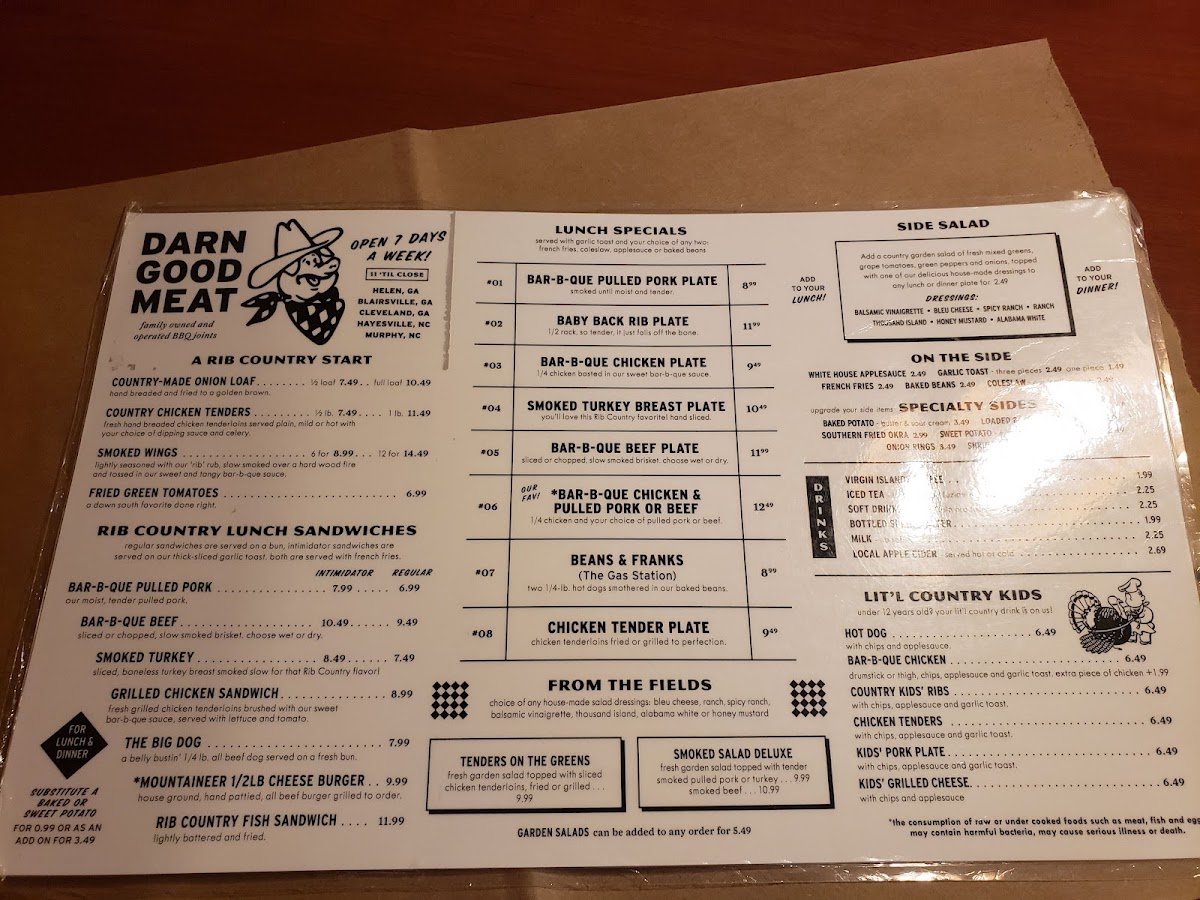 DARN
GOOD
MEAT
family owned and
operated BBQ joints
OPEN 7 DAYS
A WEEK!
11 'TIL CLOSE
HELEN, GA
BLAIRSVILLE, GA
CLEVELAND, GA
HAYESVILLE, NC
MURPHY, NC
A RIB COUNTRY START
COUNTRY-MADE ONION LOAF........ ½ loaf 7.49.. full loaf 10.49
hand breaded and fried to a golden brown.
COUNTRY CHICKEN TENDERS ............ ½ lb. 7.49.... 1 lb. 11.49
fresh hand breaded chicken tenderloins served plain, mild or hot with
your choice of dipping sauce and celery.
SMOKED WINGS .................... 6 for 8.99... 12 for 14.49
lightly seasoned with our 'rib' rub, slow smoked over a hard wood fire
and tossed in our sweet and tangy bar-b-que sauce.
FRIED GREEN TOMATOES .......................... 6.99
a down south favorite done right.
RIB COUNTRY LUNCH SANDWICHES
regular sandwiches are served on a bun, intimidator sandwiches are
served on our thick-sliced garlic toast. both are served with french fries.
INTIMIDATOR REGULAR
BAR-B-QUE PULLED PORK ................ 7.99 ..... 6.99
our moist, tender pulled pork.
BAR-B-QUE BEEF .................... 10.49.... 9.49
sliced or chopped, slow smoked brisket. choose wet or dry.
SMOKED TURKEY .................. 8.49.... 7.49
sliced, boneless turkey breast smoked slow for that Rib Country flavor!
GRILLED CHICKEN SANDWICH.............. 8.99
fresh grilled chicken tenderloins brushed with our sweet
bar-b-que sauce, served with lettuce and tomato.
THE BIG DOG ......................... 7.99
a belly bustin' 1/4 lb. all beef dog served on a fresh bun.
*MOUNTAINEER 1/2LB CHEESE BURGER .. 9.99
house ground, hand pattied, all beef burger grilled to order.
RIB COUNTRY FISH SANDWICH .... 11.99
lightly battered and fried.
FOR
LUNCH &
DINNER
SUBSTITUTE A
BAKED OR
SWEET POTATO
FOR 0.99 OR AS AN
ADD ON FOR 3.49
LUNCH SPECIALS
served with garlic toast and your choice of any two:
french fries, coleslaw, applesauce or baked beans
#01 BAR-B-QUE PULLED PORK PLATE 8.99
smoked until moist and tender.
#02 BABY BACK RIB PLATE 11.99
1/2 rack, so tender, it just falls off the bone.
#03 BAR-B-QUE CHICKEN PLATE 9.49
1/4 chicken basted in our sweet bar-b-que sauce.
#04 SMOKED TURKEY BREAST PLATE 10.49
you'll love this Rib Country favorite! hand sliced.
#05 BAR-B-QUE BEEF PLATE 11.99
sliced or chopped, slow smoked brisket. choose wet or dry.
OUR
FAV!
#06 *BAR-B-QUE CHICKEN &
PULLED PORK OR BEEF 12.49
1/4 chicken and your choice of pulled pork or beef.
#07 BEANS & FRANKS
(The Gas Station) 8.99
two 1/4-lb. hot dogs smothered in our baked beans.
#08 CHICKEN TENDER PLATE 9.49
chicken tenderloins fried or grilled to perfection.
FROM THE FIELDS
choice of any house-made salad dressings: bleu cheese, ranch, spicy ranch,
balsamic vinaigrette, thousand island, alabama white or honey mustard
TENDERS ON THE GREENS
fresh salad topped with sliced
chicken tenderloins, fried or grilled . . .
9.99
SMOKED SALAD DELUXE
fresh garden salad topped with tender
smoked pulled pork or turkey . . . 9.99
smoked beef . . . 10.99
GARDEN SALADS can be added to any order for 5.49
SIDE SALAD
ADD
TO YOUR
LUNCH!
Add a country garden salad of fresh mixed greens,
grape tomatoes, green peppers and onions, topped
with one of our delicious house-made dressings to
any lunch or dinner plate for 2.49
DRESSINGS:
BALSAMIC VINAIGRETTE • BLEU CHEESE • SPICY RANCH • RANCH
THOUSAND ISLAND • HONEY MUSTARD • ALABAMA WHITE
ADD
TO YOUR
DINNER!
ON THE SIDE
WHITE HOUSE APPLESAUCE 2.49 GARLIC TOAST - three pieces 2.49 one piece 1.49
FRENCH FRIES 2.49 BAKED BEANS 2.49 COLESLAW 2.49
upgrade your side items SPECIALTY SIDES
BAKED POTATO - butter & sour cream 3.49 LOADED
SOUTHERN FRIED OKRA 2.99 SWEET POTATO
ONION RINGS 3.49
DRINKS
VIRGIN ISLAND 1.99
ICED TEA 2.25
SOFT DRINK 2.25
BOTTLED 1.99
MILK 2.25
LOCAL APPLE CIDER served hot or cold 2.69
LIT'L COUNTRY KIDS
under 12 years old? your lit'l country drink is on us!
HOT DOG .................... 6.49
with chips and applesauce.
BAR-B-QUE CHICKEN ........................ 6.49
drumstick or thigh, chips, applesauce and garlic toast. extra piece of chicken +1.99
COUNTRY KIDS' RIBS .......................... 6.49
with chips, applesauce and garlic toast.
CHICKEN TENDERS .......................... 6.49
with chips, applesauce and garlic toast.
KIDS' PORK PLATE........................... 6.49
with chips, applesauce and garlic toast.
KIDS' GRILLED CHEESE........................ 6.49
with chips and applesauce
*the consumption of raw or under cooked foods such as meat, fish and egg
may contain harmful bacteria, may cause serious illness or death.